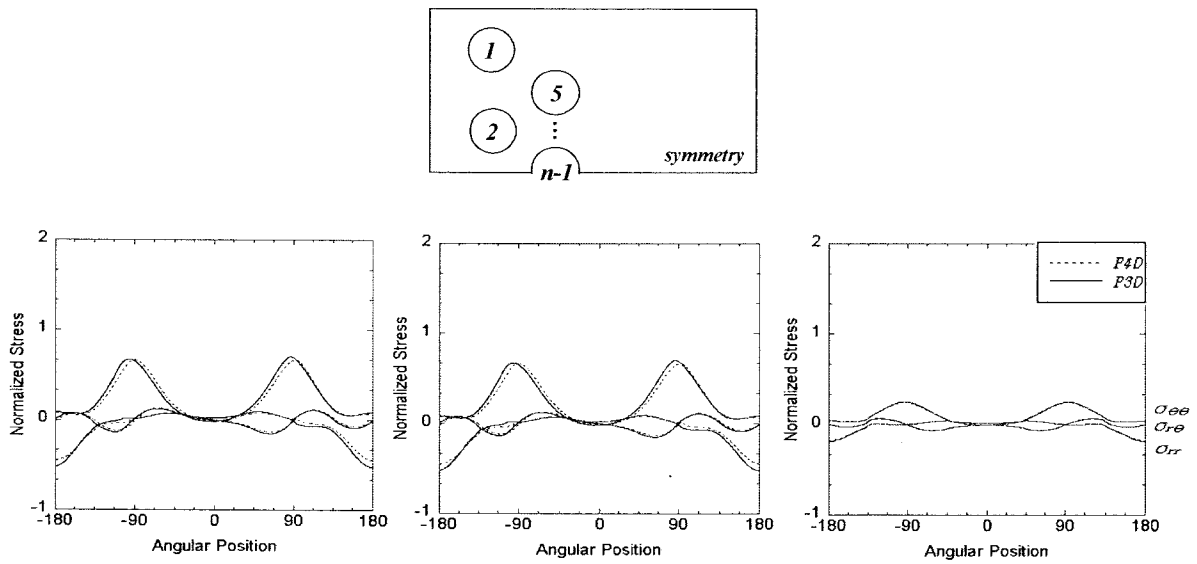 1
5
2
symmetry
n-1
2
1
0
-1
-180
-90
0
90
180
Normalized Stress
Angular Position
2
1
0
-1
-180
-90
0
90
180
Normalized Stress
Angular Position
2
1
0
-1
-180
-90
0
90
180
Normalized Stress
Angular Position
P4D
P3D
σθθ
σrθ
σrr